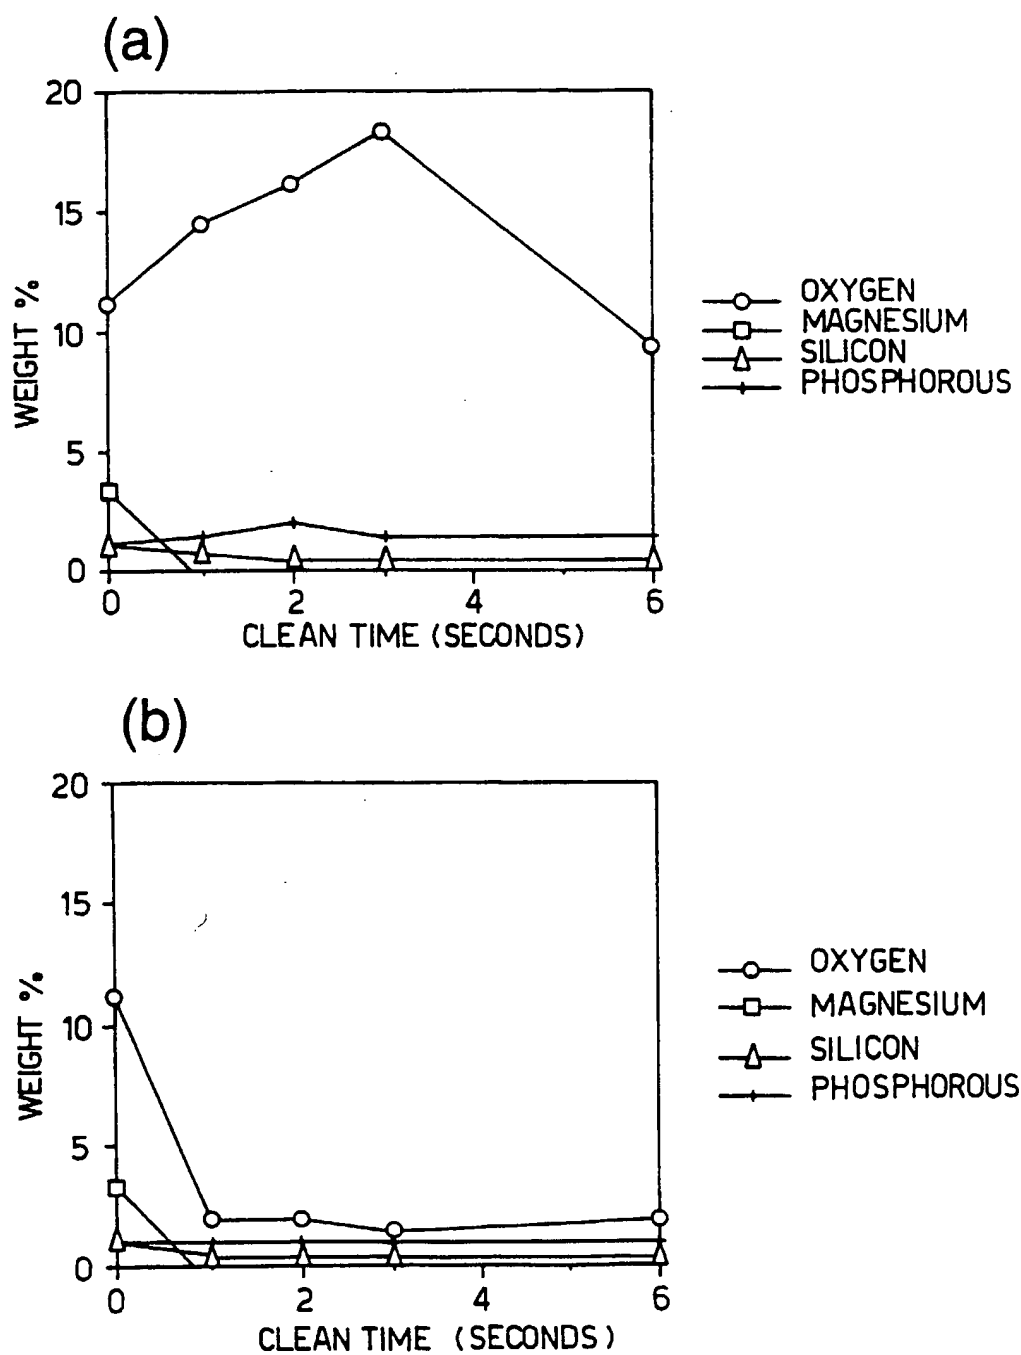 (a)
20
15
10
5
0
WEIGHT %
0 2 4 6
CLEAN TIME (SECONDS)
OXYGEN
MAGNESIUM
SILICON
PHOSPHOROUS
(b)
20
15
10
5
0
WEIGHT %
0 2 4 6
CLEAN TIME (SECONDS)
OXYGEN
MAGNESIUM
SILICON
PHOSPHOROUS